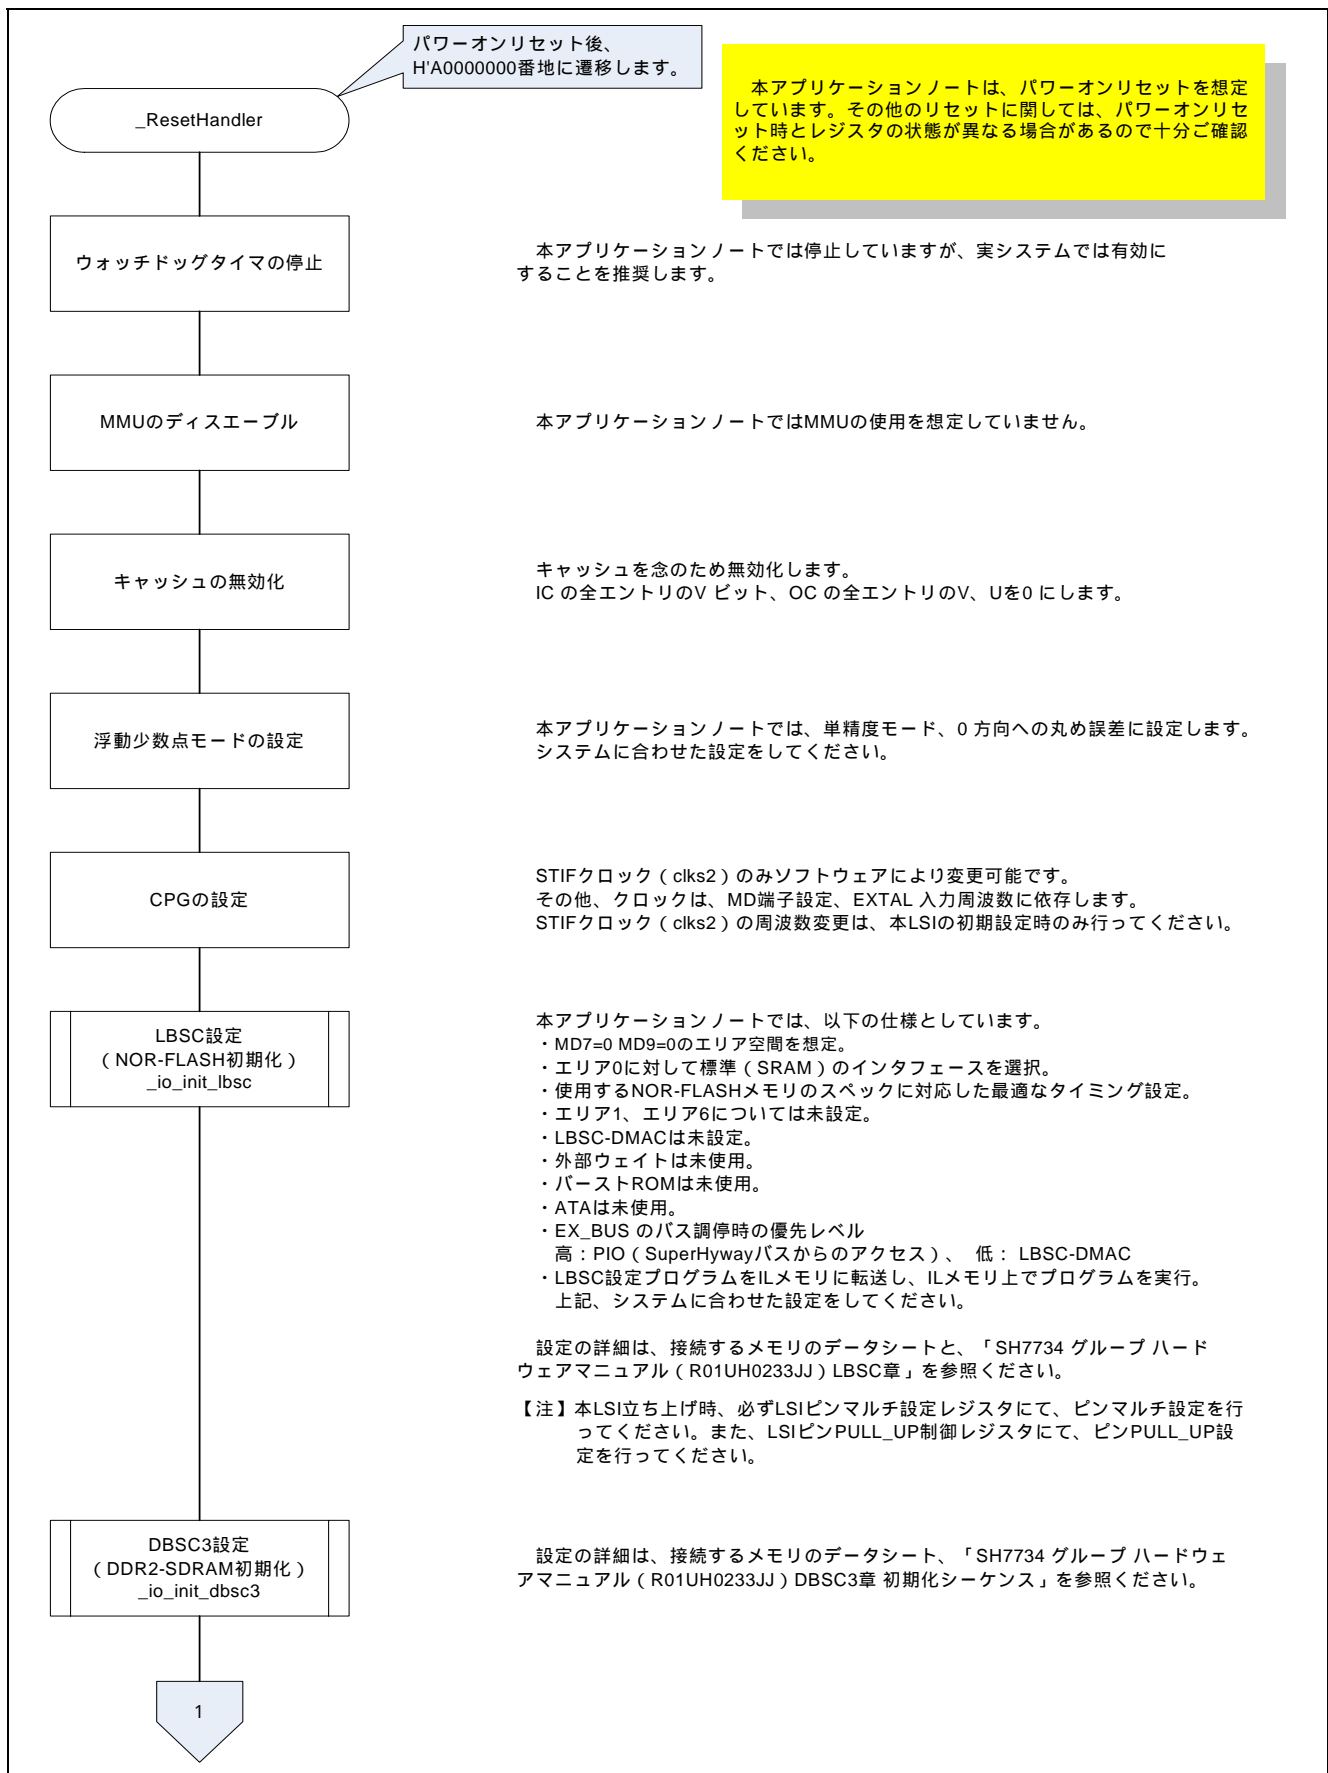 パワーオンリセット後、
H'A0000000番地に遷移します。
本アプリケーションノートは、パワーオンリセットを想定
しています。その他のリセットに関しては、パワーオンリセ
ット時とレジスタの状態が異なる場合があるので十分ご確認
ください。
_ResetHandler
ウォッチドッグタイマの停止
本アプリケーションノートでは停止していますが、実システムでは有効に
することを推奨します。
MMUのディスエーブル
本アプリケーションノートではMMUの使用を想定していません。
キャッシュの無効化
キャッシュを念のため無効化します。
IC の全エントリのV ビット、OC の全エントリのV、Uを0 にします。
浮動少数点モードの設定
本アプリケーションノートでは、単精度モード、0 方向への丸め誤差に設定します。
システムに合わせた設定をしてください。
CPGの設定
STIFクロック（clks2）のみソフトウェアにより変更可能です。
その他、クロックは、MD端子設定、EXTAL 入力周波数に依存します。
STIFクロック（clks2）の周波数変更は、本LSIの初期設定時のみ行ってください。
LBSC設定
（NOR-FLASH初期化）
_io_init_lbsc
本アプリケーションノートでは、以下の仕様としています。
・MD7=0 MD9=0のエリア空間を想定。
・エリア0に対して標準（SRAM）のインタフェースを選択。
・使用するNOR-FLASHメモリのスペックに対応した最適なタイミング設定。
・エリア1、エリア6については未設定。
・LBSC-DMACは未設定。
・外部ウェイトは未使用。
・バーストROMは未使用。
・ATAは未使用。
・EX_BUS のバス調停時の優先レベル
高：PIO（SuperHywayバスからのアクセス）、 低： LBSC-DMAC
・LBSC設定プログラムをILメモリに転送し、ILメモリ上でプログラムを実行。
上記、システムに合わせた設定をしてください。
設定の詳細は、接続するメモリのデータシートと、「SH7734 グループ ハード
ウェアマニュアル（R01UH0233JJ）LBSC章」を参照ください。
【注】本LSI立ち上げ時、必ずLSIピンマルチ設定レジスタにて、ピンマルチ設定を行
ってください。また、LSIピンPULL_UP制御レジスタにて、ピンPULL_UP設
定を行ってください。
DBSC3設定
（DDR2-SDRAM初期化）
_io_init_dbsc3
設定の詳細は、接続するメモリのデータシート、「SH7734 グループ ハードウェ
アマニュアル（R01UH0233JJ）DBSC3章 初期化シーケンス」を参照ください。
1